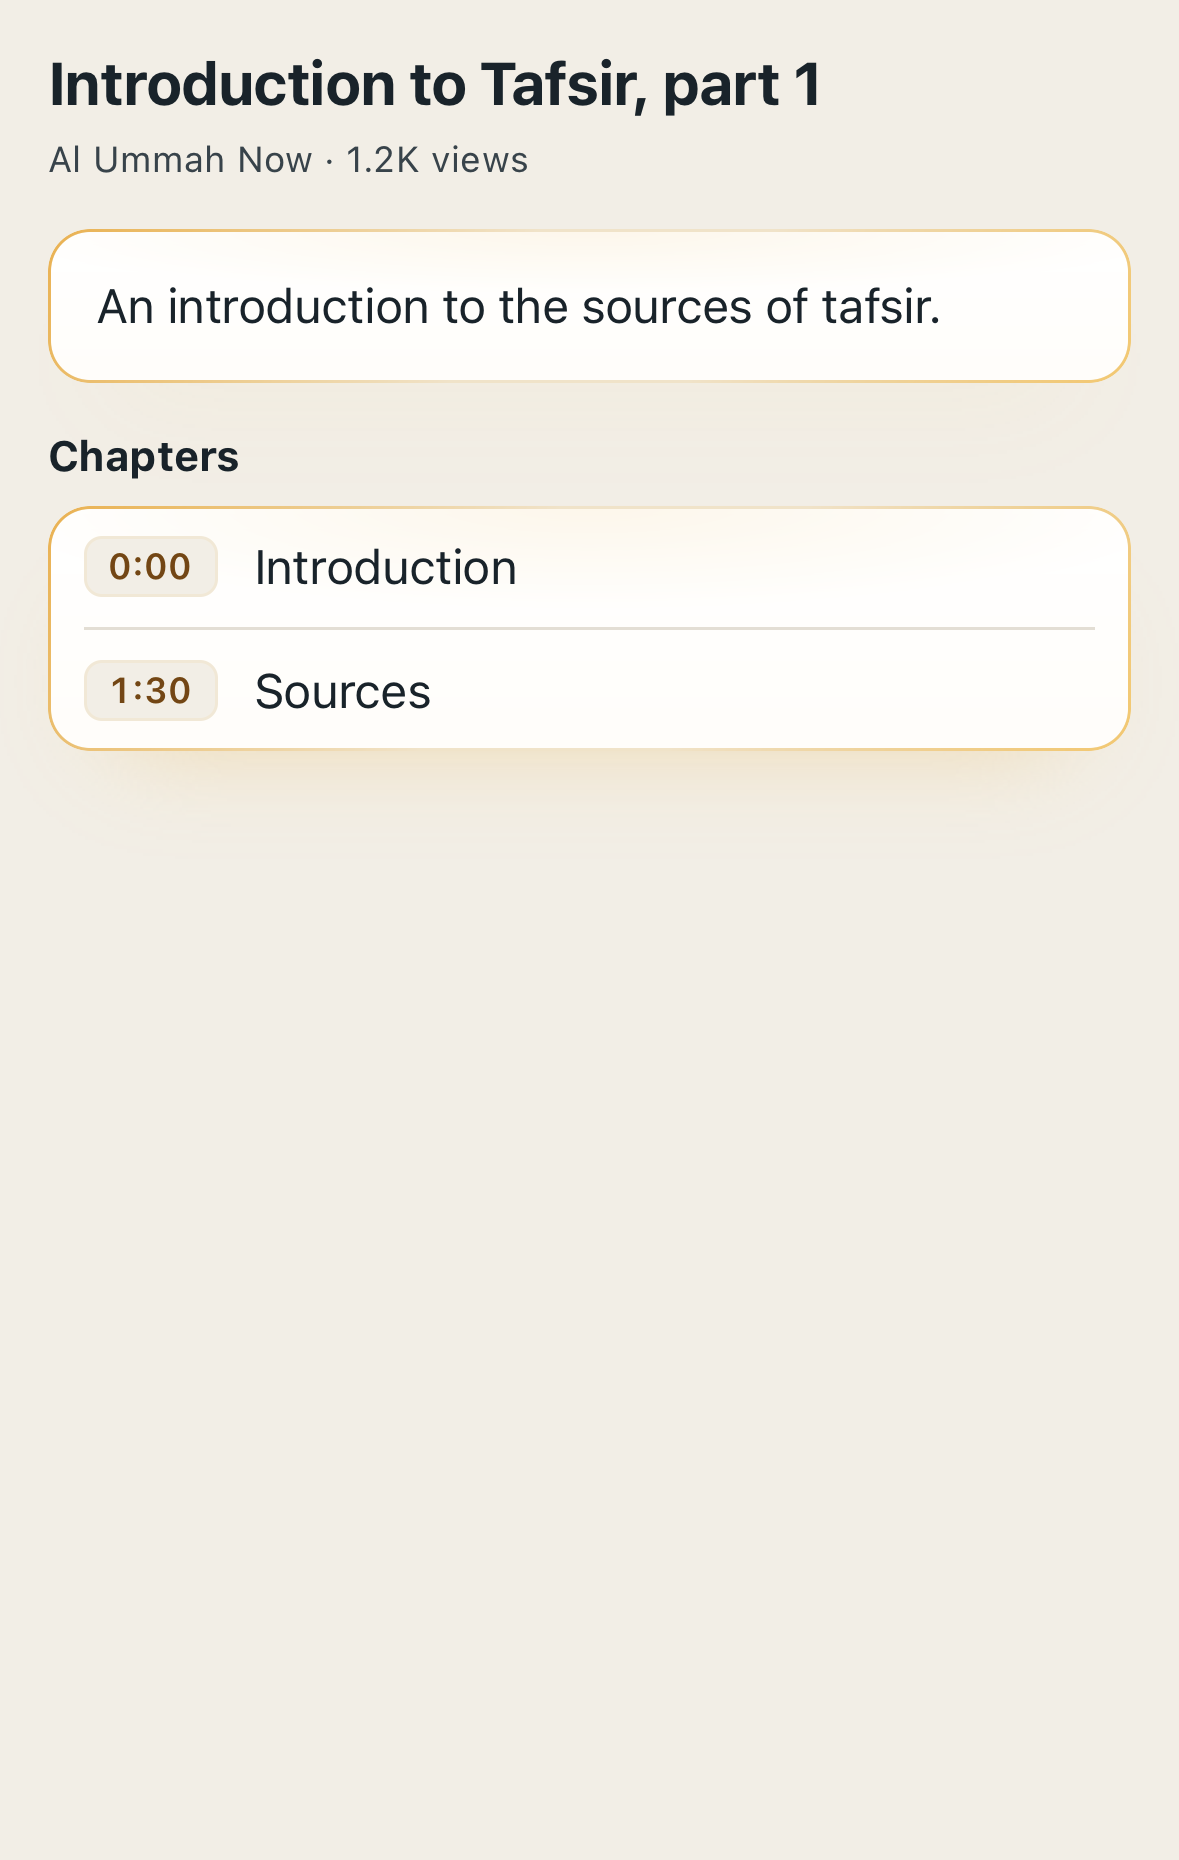 Introduction to Tafsir, part 1
Al Ummah Now · 1.2K views
An introduction to the sources of tafsir.
Chapters
0:00 Introduction
1:30 Sources